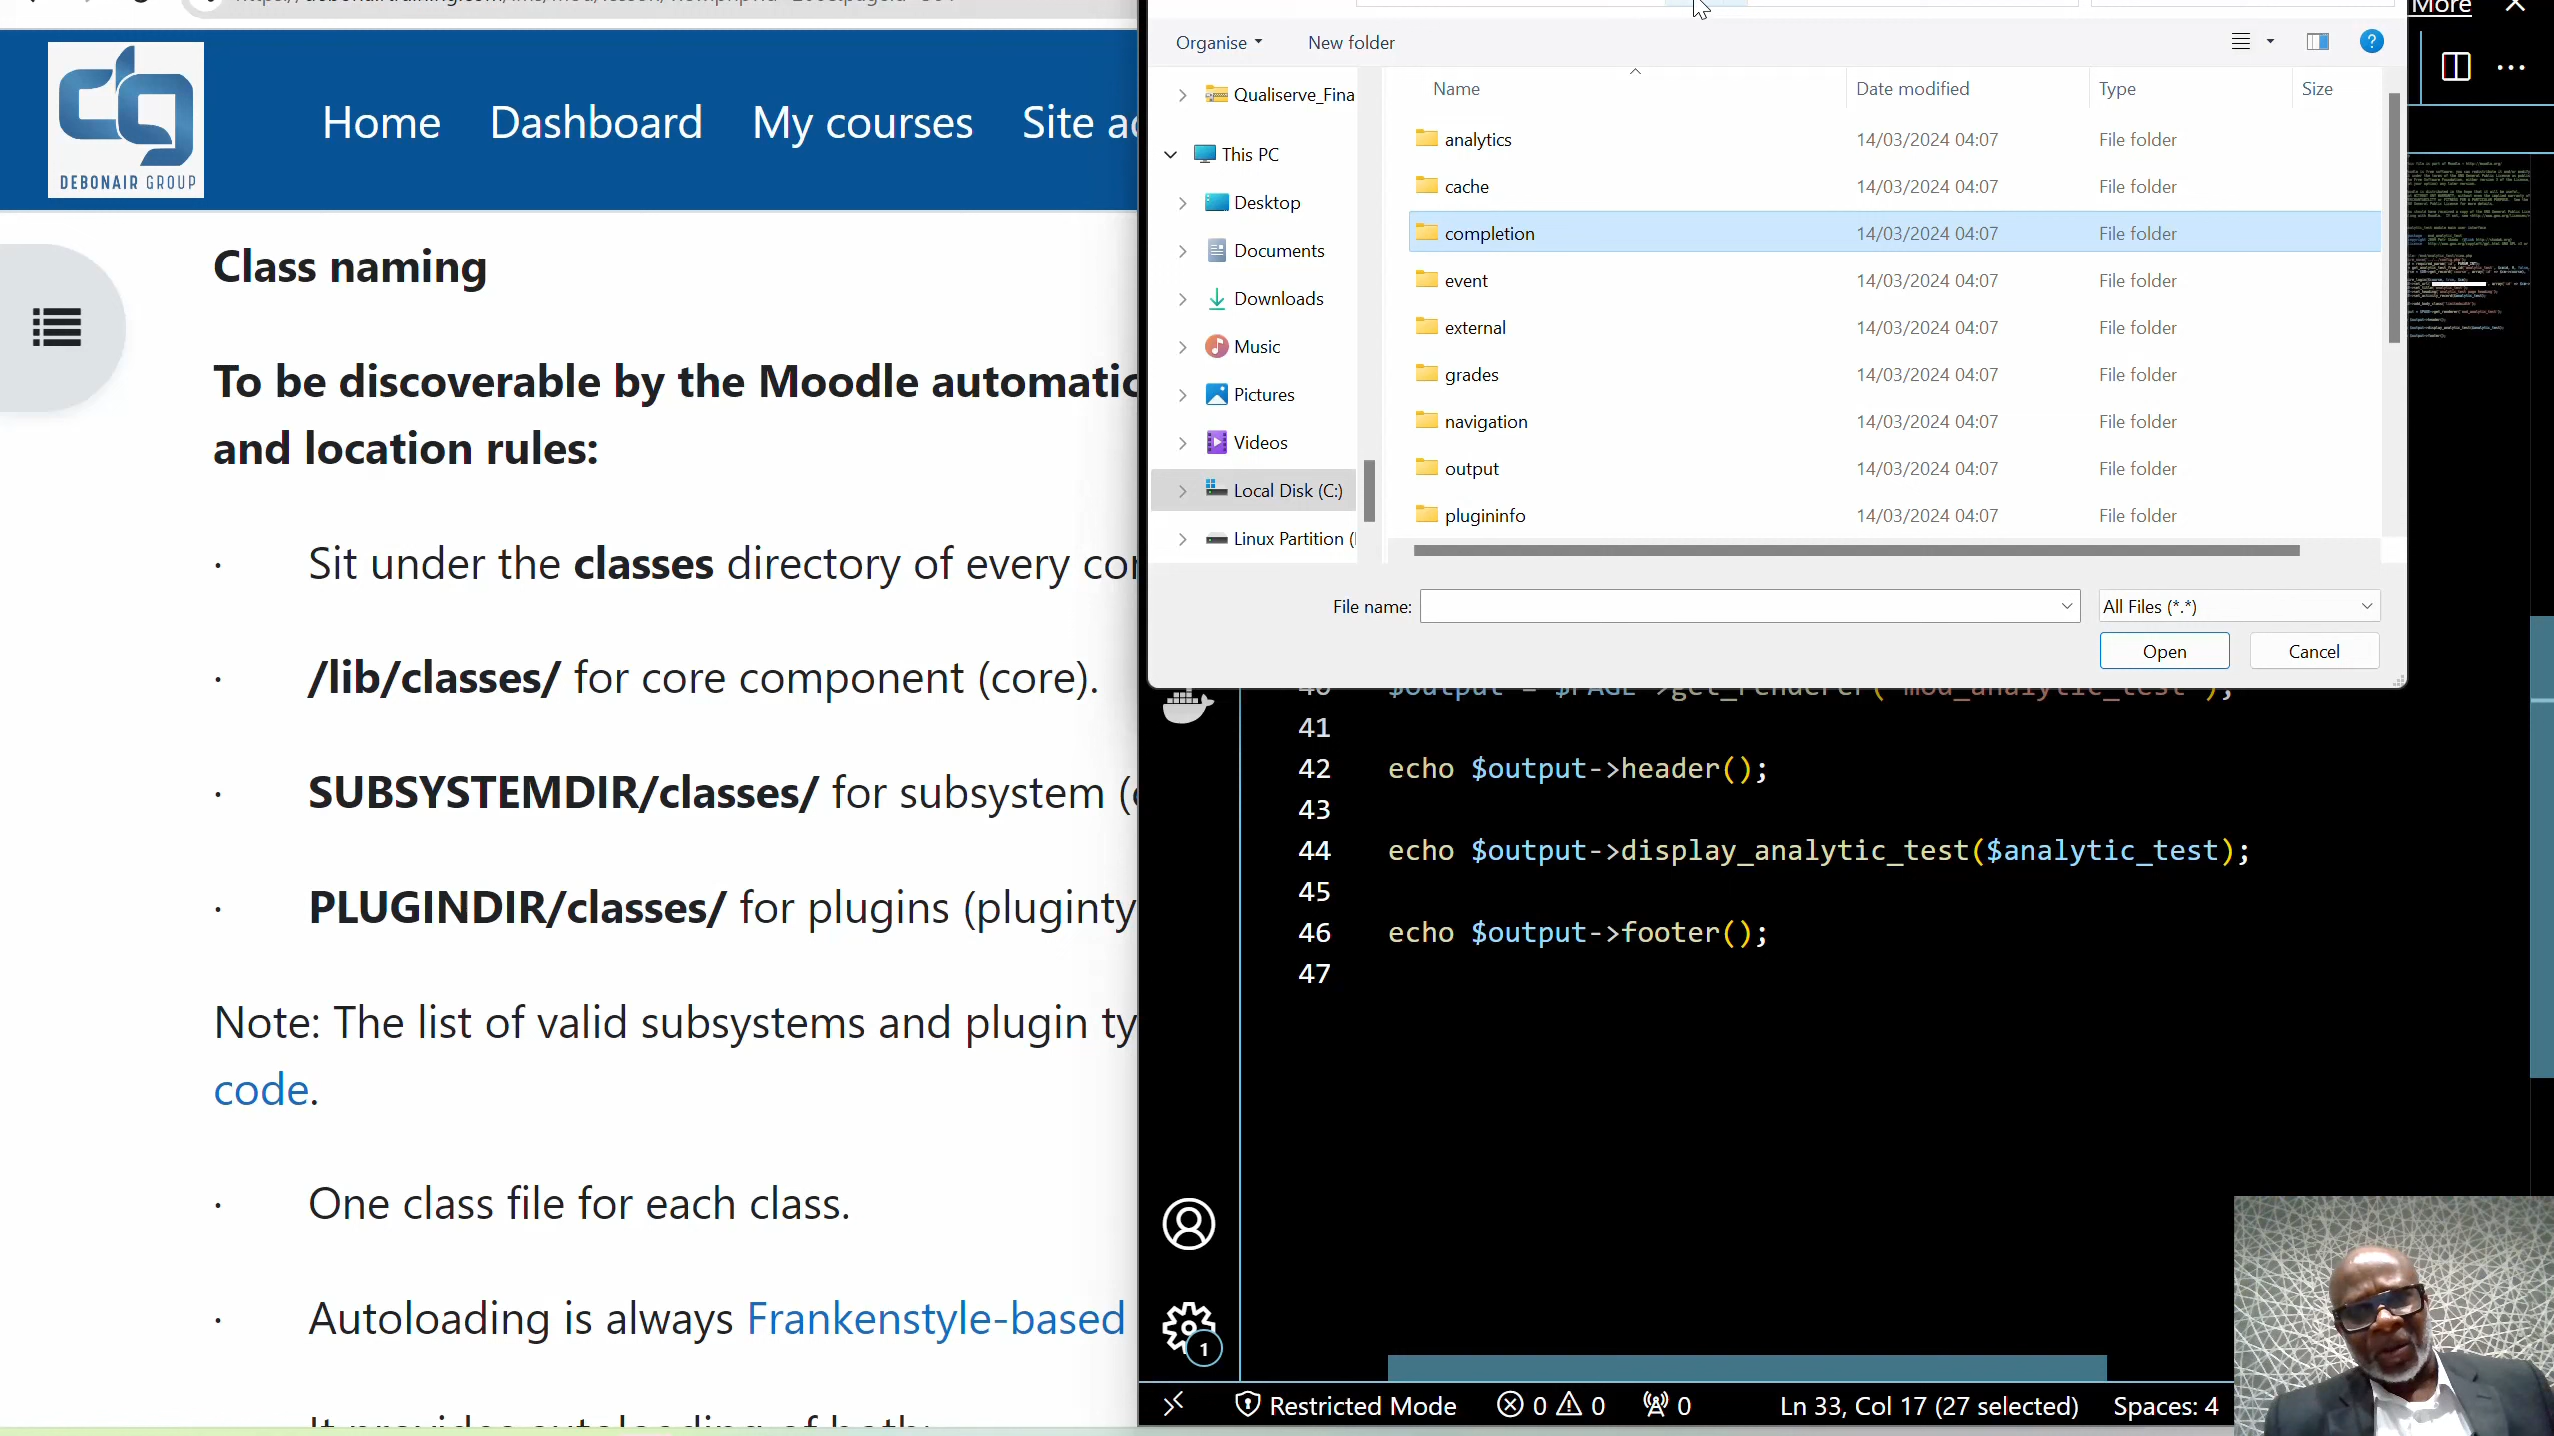 DEBONAIR GROUP
Home Dashboard My courses Site
Class naming
To be discoverable by the Moodle
and location rules:
· Sit under the classes directory of every
· /lib/classes/ for core component (core).
· SUBSYSTEMDIR/classes/ for subsystem
· PLUGINDIR/classes/ for plugins
Note: The list of valid subsystems and plugin
code.
· One class file for each class.
· Autoloading is always Frankenstyle-based
More
Organise New folder
Qualiserve_Fina
This PC
Desktop
Documents
Downloads
Music
Pictures
Videos
Local Disk (C:)
Linux Partition (
Name Date modified Type Size
analytics 14/03/2024 04:07 File folder
cache 14/03/2024 04:07 File folder
completion 14/03/2024 04:07 File folder
event 14/03/2024 04:07 File folder
external 14/03/2024 04:07 File folder
grades 14/03/2024 04:07 File folder
navigation 14/03/2024 04:07 File folder
output 14/03/2024 04:07 File folder
plugininfo 14/03/2024 04:07 File folder
File name:
All Files (*.*)
Open Cancel
40 $output = $PAGE->get_renderer('mod_analytic_test');
41
42 echo $output->header();
43
44 echo $output->display_analytic_test($analytic_test);
45
46 echo $output->footer();
47
1
Restricted Mode 0 0 0 Ln 33, Col 17 (27 selected) Spaces: 4